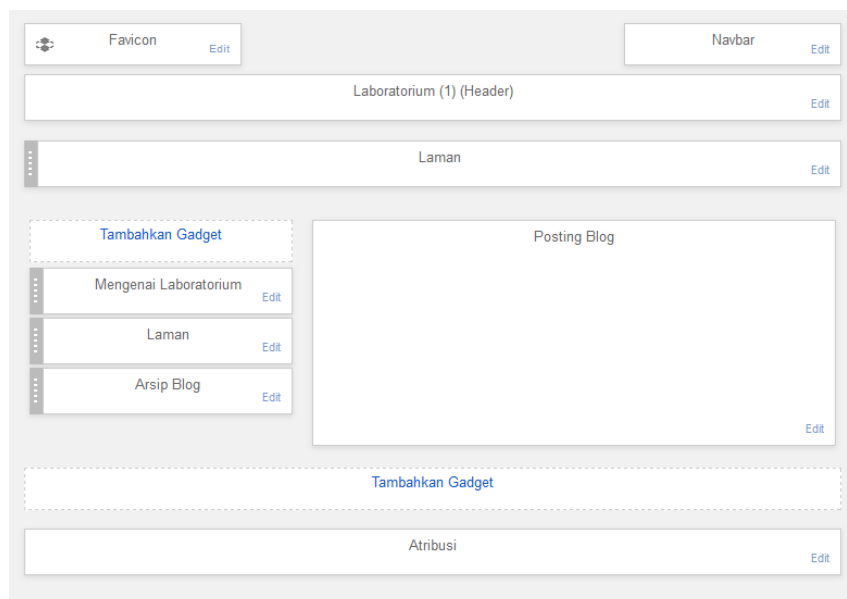 Favicon
Edit
Navbar
Edit
Laboratorium (1) (Header)
Edit
Laman
Edit
Tambahkan Gadget
Mengenai Laboratorium
Edit
Laman
Edit
Arsip Blog
Edit
Posting Blog
Edit
Tambahkan Gadget
Atribusi
Edit